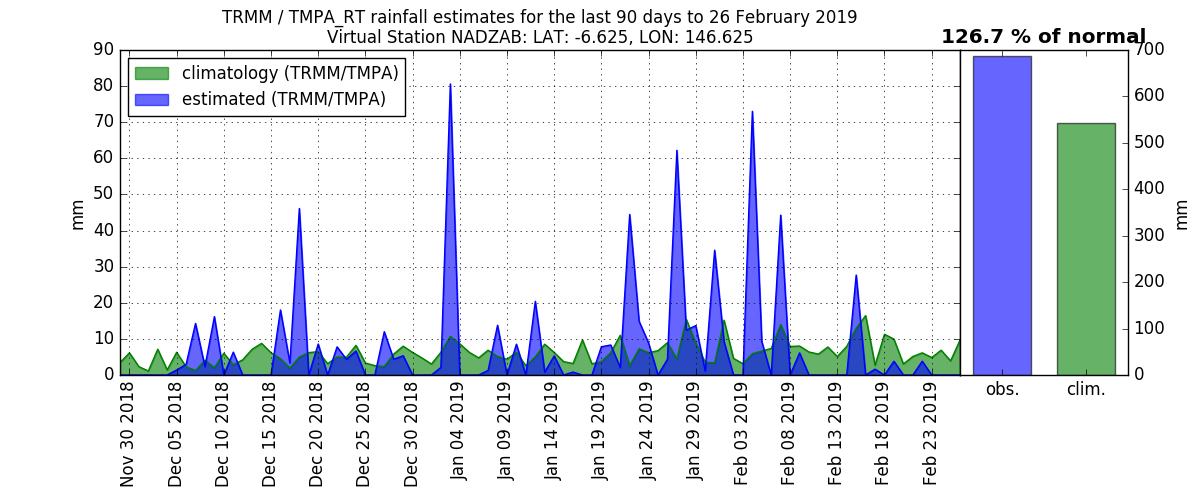 TRMM / TMPA_RT rainfall estimates for the last 90 days to 26 February 2019
Virtual Station NADZAB: LAT: -6.625, LON: 146.625
126.7 % of normal
climatology (TRMM/TMPA)
estimated (TRMM/TMPA)
mm
90
80
70
60
50
40
30
20
10
0
Nov 30 2018
Dec 05 2018
Dec 10 2018
Dec 15 2018
Dec 20 2018
Dec 25 2018
Dec 30 2018
Jan 04 2019
Jan 09 2019
Jan 14 2019
Jan 19 2019
Jan 24 2019
Jan 29 2019
Feb 03 2019
Feb 08 2019
Feb 13 2019
Feb 18 2019
Feb 23 2019
obs.
clim.
700
600
500
400
300
200
100
0
mm